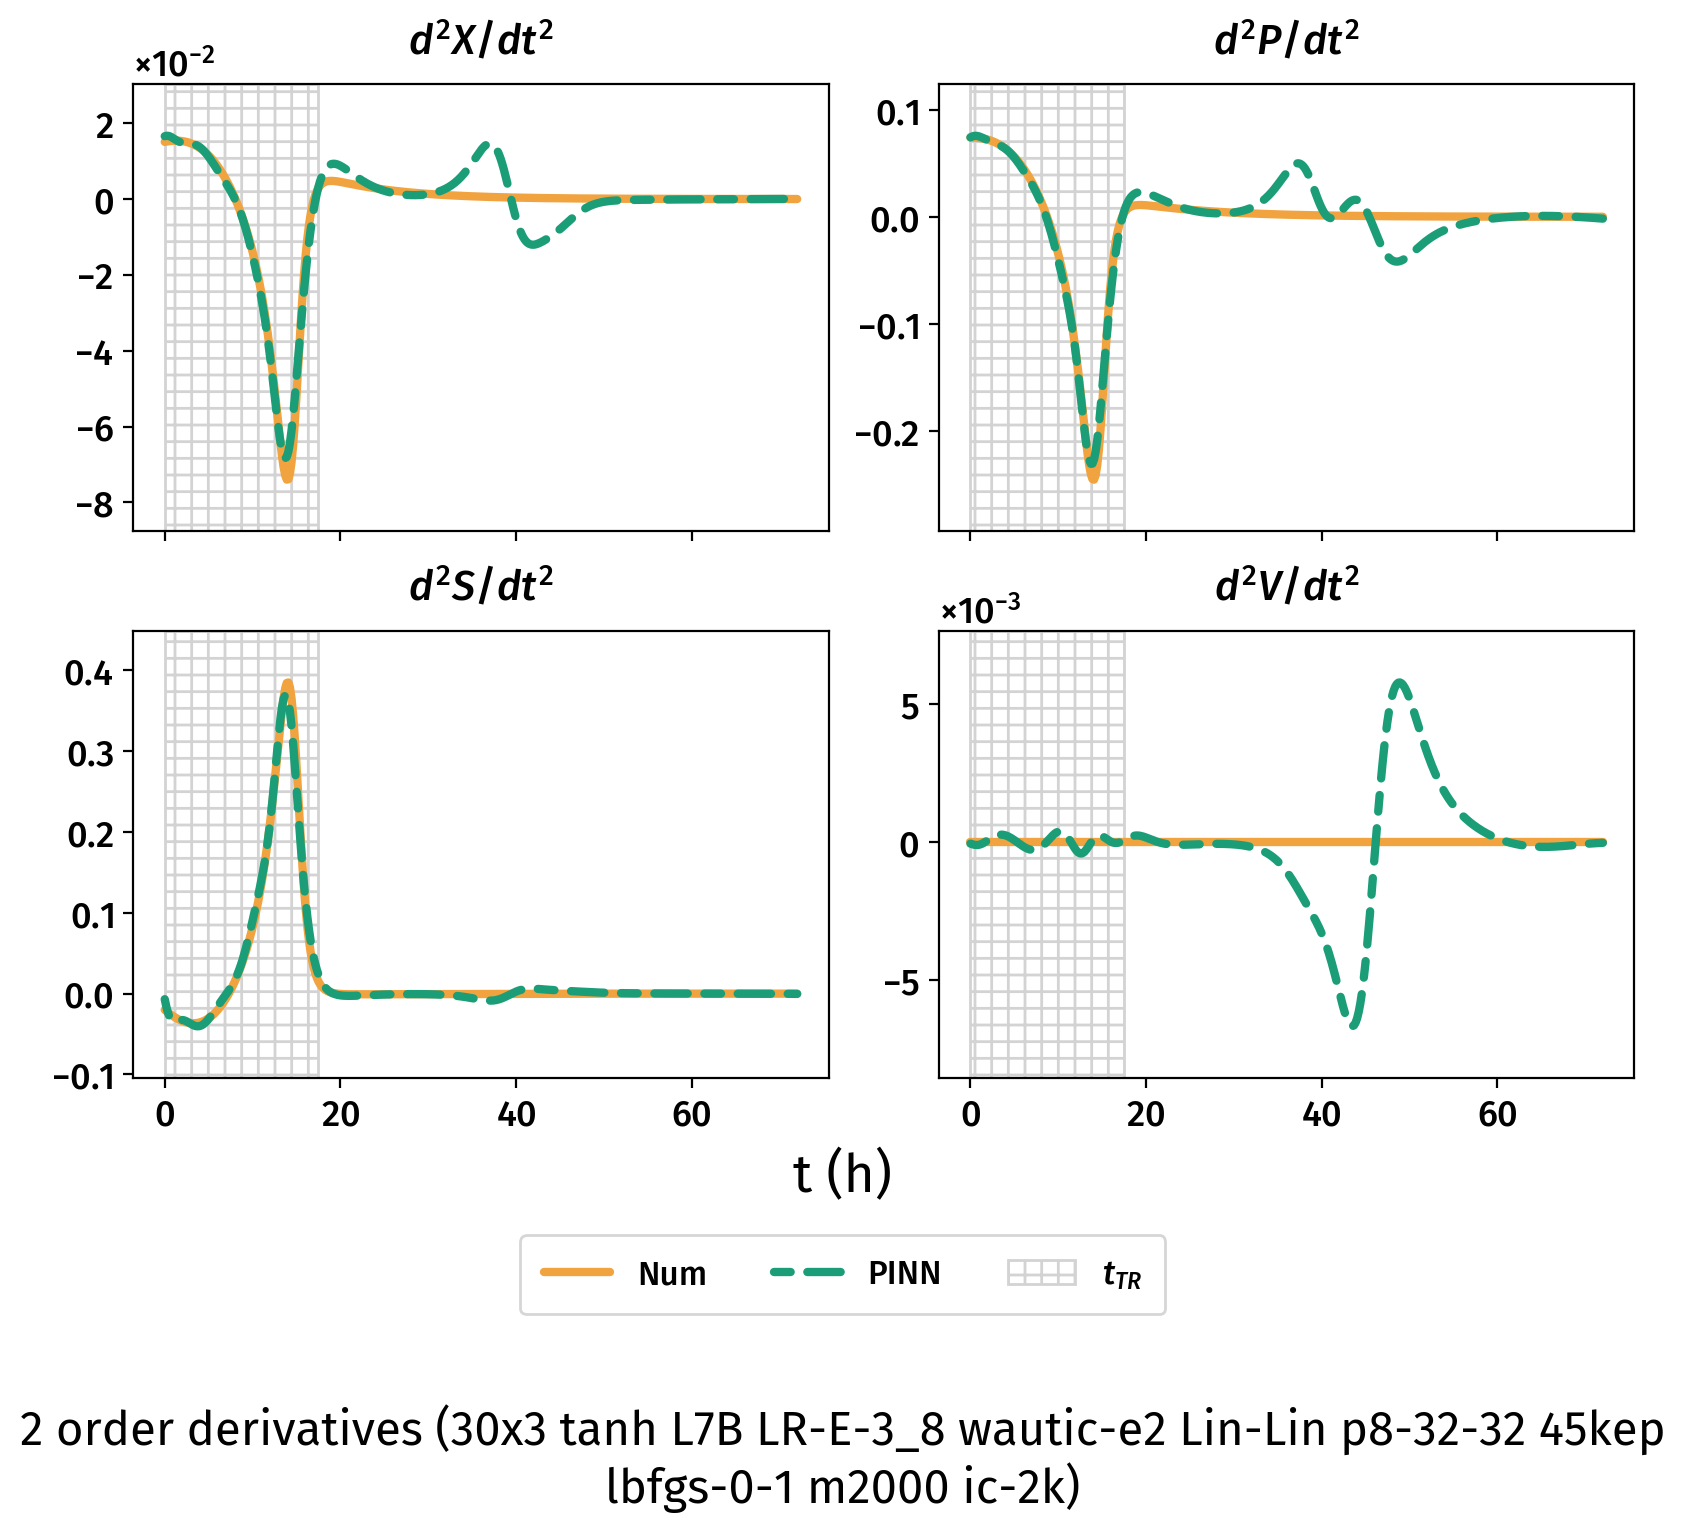 d²X/dt²
d²P/dt²
×10⁻²
2
0
−2
−4
−6
−8
0.1
0.0
−0.1
−0.2
d²S/dt²
d²V/dt²
0.4
0.3
0.2
0.1
0.0
−0.1
×10⁻³
5
0
−5
0 20 40 60
0 20 40 60
t (h)
Num PINN t_TR
2 order derivatives (30x3 tanh L7B LR-E-3_8 wautic-e2 Lin-Lin p8-32-32 45kep
lbfgs-0-1 m2000 ic-2k)